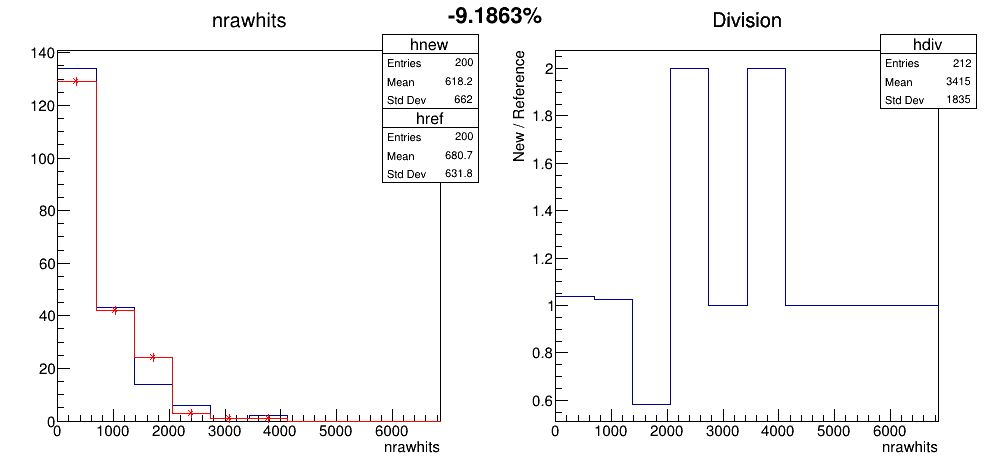 -9.1863%
nrawhits
hnew
Entries 200
Mean 618.2
Std Dev 662
href
Entries 200
Mean 680.7
Std Dev 631.8
140
120
100
80
60
40
20
0
0 1000 2000 3000 4000 5000 6000
nrawhits
Division
hdiv
Entries 212
Mean 3415
Std Dev 1835
New / Reference
2
1.8
1.6
1.4
1.2
1
0.8
0.6
0 1000 2000 3000 4000 5000 6000
nrawhits